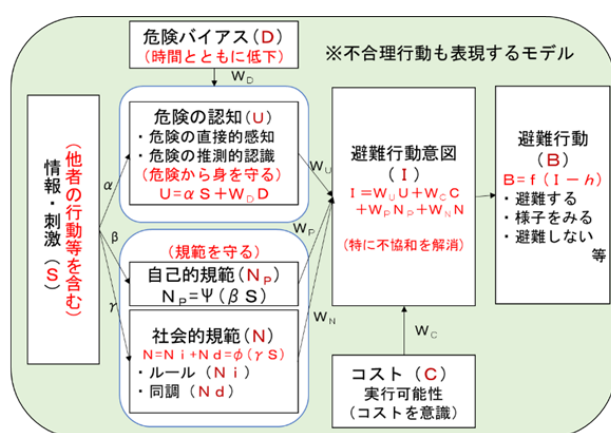 危険バイアス(D)
(時間とともに低下)
※不合理行動も表現するモデル
W_D
情報・刺激(S)
(他者の行動等を含む)
α
β
γ
危険の認知(U)
・危険の直接的感知
・危険の推測的認識
(危険から身を守る)
U=αS+W_D D
(規範を守る)
自己的規範(N_P)
N_P=Ψ(βS)
社会的規範(N)
N=Nⅰ+Nd=φ(γS)
・ルール(Nⅰ)
・同調(Nd)
W_U
W_P
W_N
避難行動意図(I)
I=W_U U+W_C C
+W_P N_P+W_N N
(特に不協和を解消)
W_C
コスト(C)
実行可能性
(コストを意識)
避難行動
(B)
B=f(I-h)
・避難する
・様子をみる
・避難しない
等